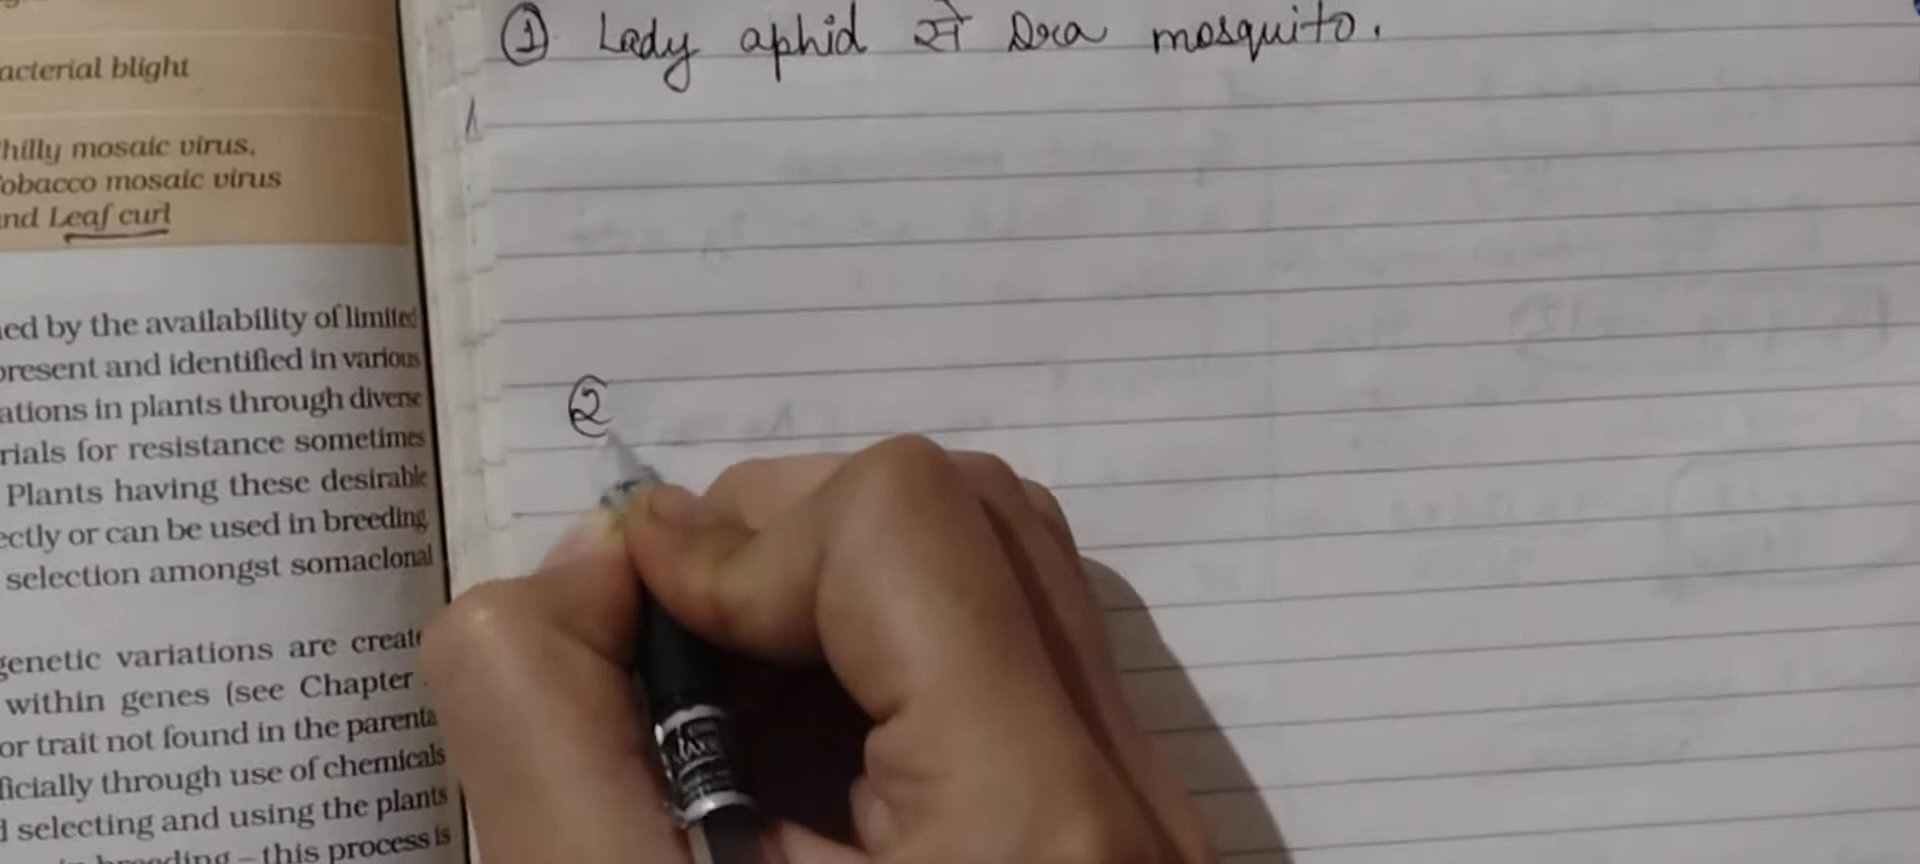 acterial blight
hilly mosaic virus,
obacco mosaic virus
nd Leaf curl
ed by the availability of limited
present and identified in various
ations in plants through diverse
rials for resistance sometimes
Plants having these desirable
ectly or can be used in breeding
selection amongst somaclonal
genetic variations are create
within genes (see Chapter
or trait not found in the parenta
ficially through use of chemicals
d selecting and using the plants
breeding – this process is
① Lady aphid से Dra mosquito.
②